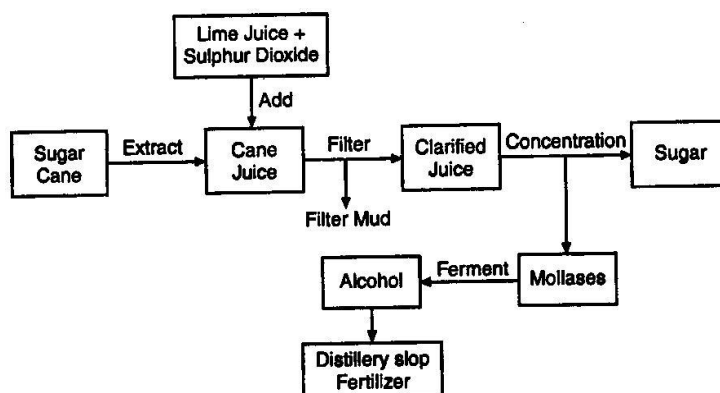 Lime Juice +
Sulphur Dioxide
Add
Sugar
Cane
Extract
Cane
Juice
Filter
Clarified
Juice
Concentration
Sugar
Filter Mud
Alcohol
Ferment
Mollases
Distillery slop
Fertilizer